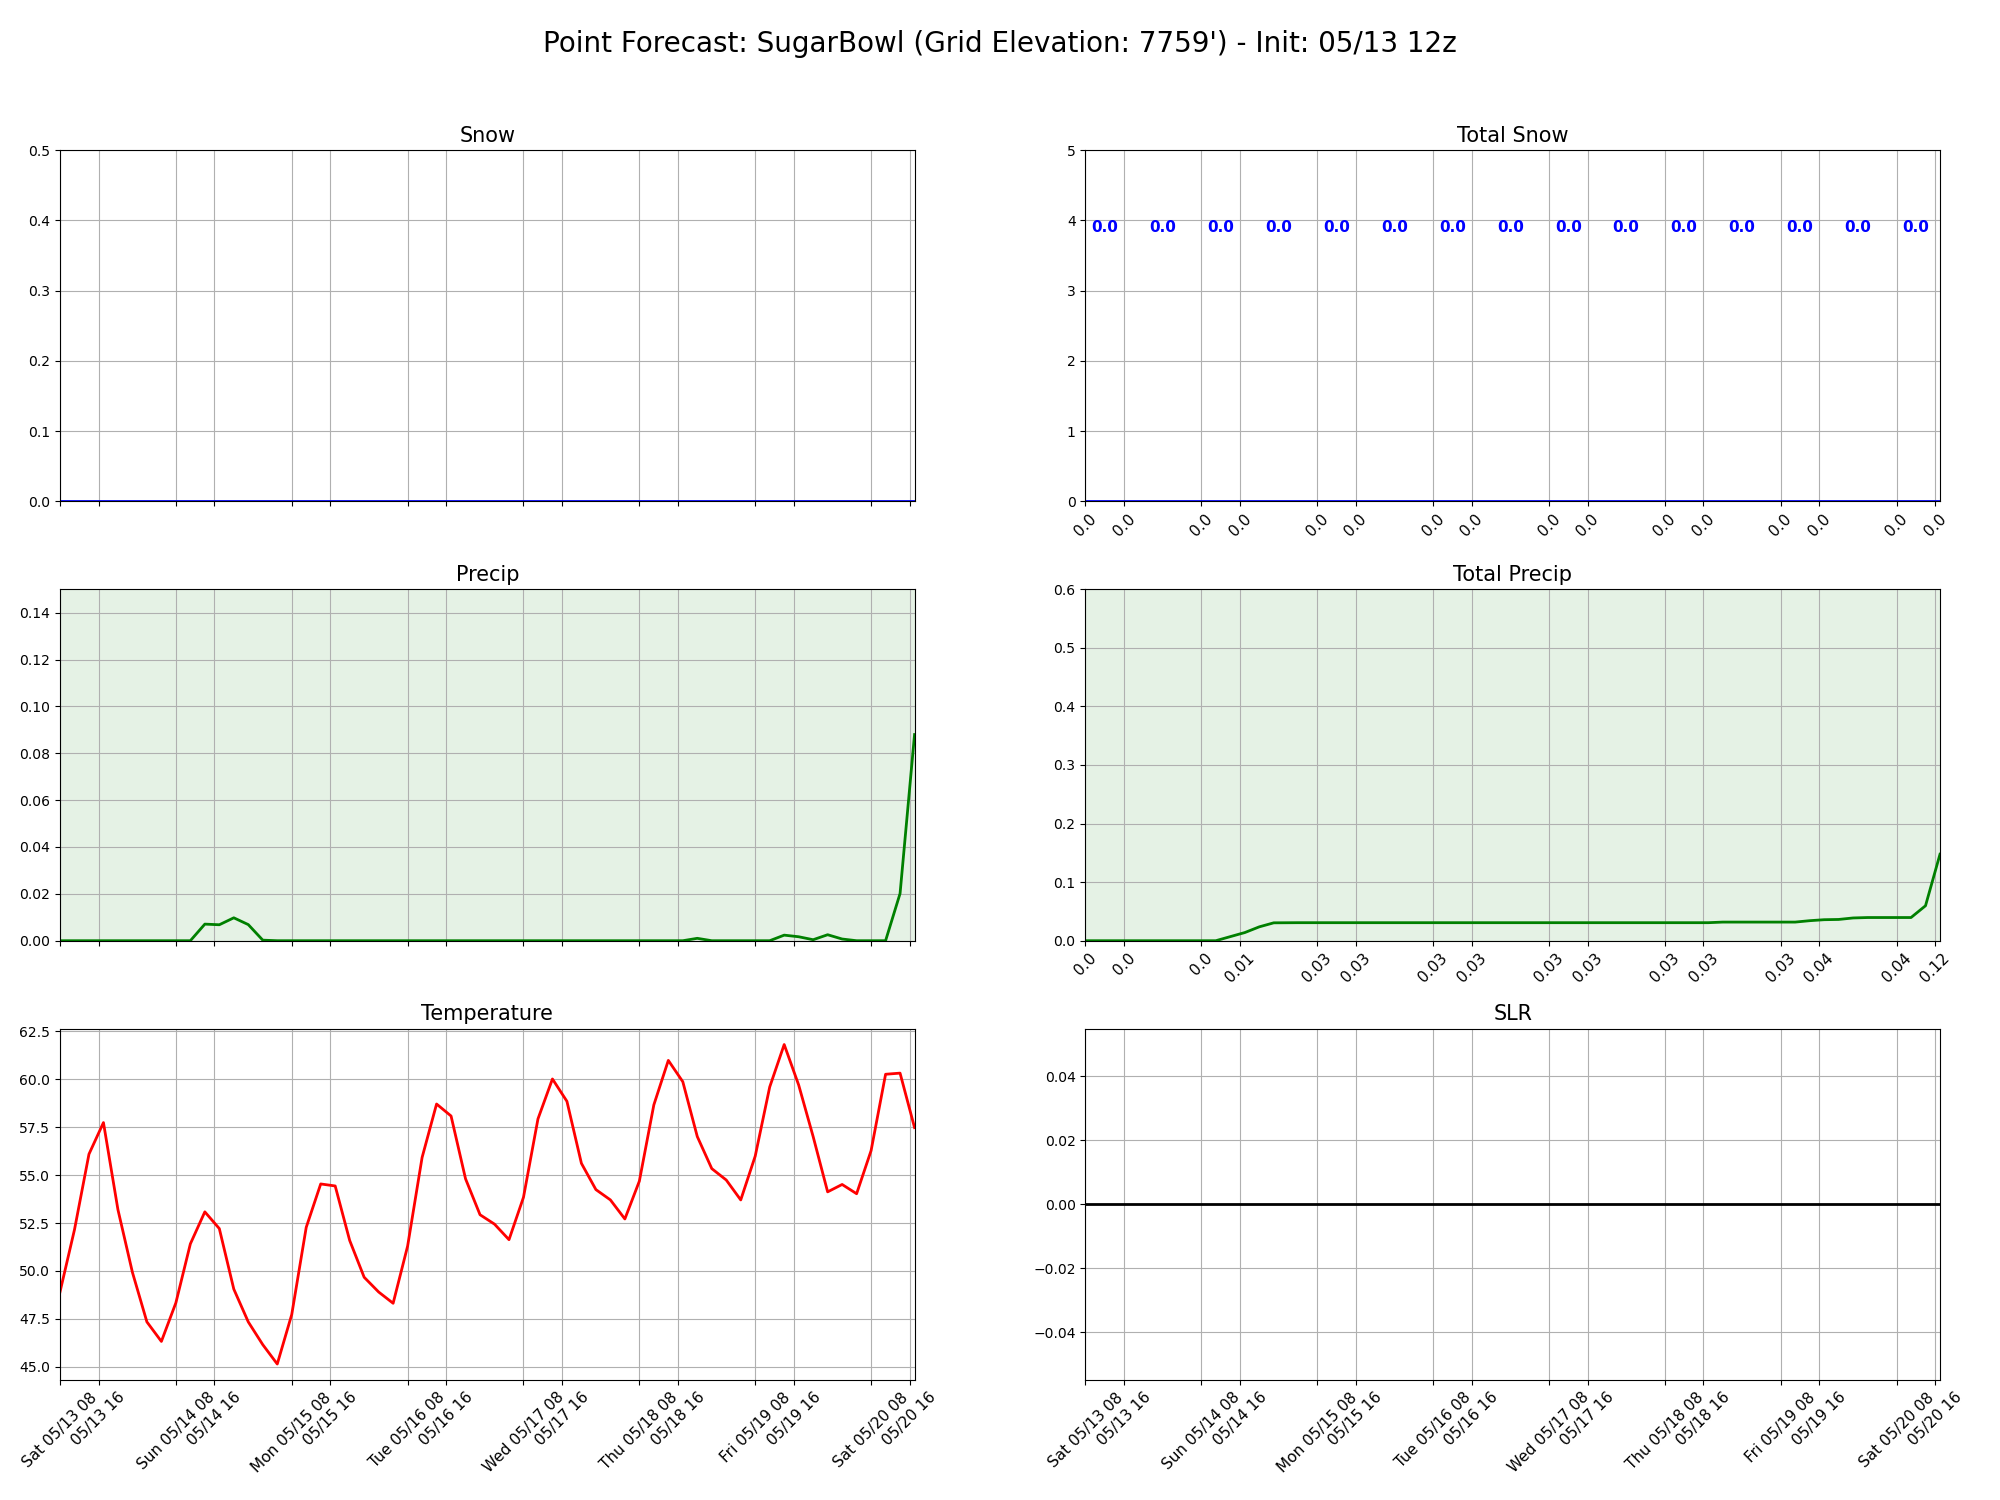 Point Forecast: SugarBowl (Grid Elevation: 7759') - Init: 05/13 12z
Snow
0.5
0.4
0.3
0.2
0.1
0.0
Total Snow
5
4
3
2
1
0
0.0 0.0 0.0 0.0 0.0 0.0 0.0 0.0 0.0 0.0 0.0 0.0 0.0 0.0 0.0
0.0 0.0 0.0 0.0 0.0 0.0 0.0 0.0 0.0 0.0 0.0 0.0 0.0 0.0 0.0 0.0
Precip
0.14
0.12
0.10
0.08
0.06
0.04
0.02
0.00
Total Precip
0.6
0.5
0.4
0.3
0.2
0.1
0.0
0.0 0.0 0.0 0.01 0.03 0.03 0.03 0.03 0.03 0.03 0.03 0.03 0.03 0.04 0.04 0.12
Temperature
62.5
60.0
57.5
55.0
52.5
50.0
47.5
45.0
Sat 05/13 08
05/13 16
Sun 05/14 08
05/14 16
Mon 05/15 08
05/15 16
Tue 05/16 08
05/16 16
Wed 05/17 08
05/17 16
Thu 05/18 08
05/18 16
Fri 05/19 08
05/19 16
Sat 05/20 08
05/20 16
SLR
0.04
0.02
0.00
−0.02
−0.04
Sat 05/13 08
05/13 16
Sun 05/14 08
05/14 16
Mon 05/15 08
05/15 16
Tue 05/16 08
05/16 16
Wed 05/17 08
05/17 16
Thu 05/18 08
05/18 16
Fri 05/19 08
05/19 16
Sat 05/20 08
05/20 16